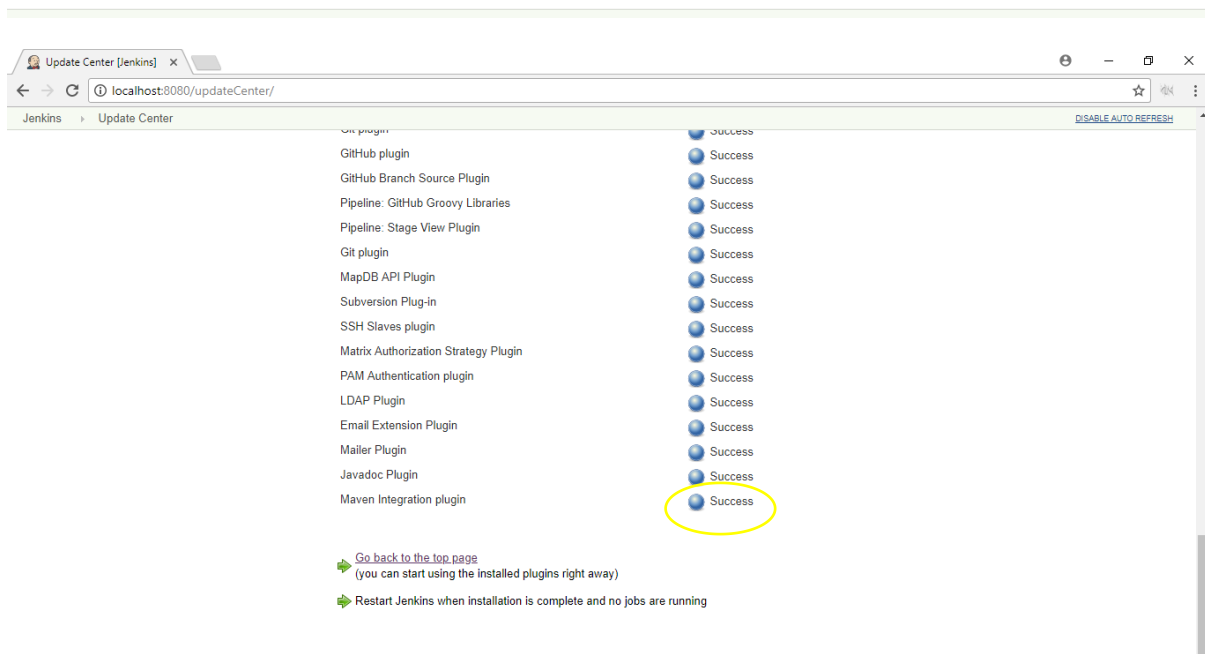 Update Center [Jenkins]
localhost:8080/updateCenter/
Jenkins Update Center DISABLE AUTO REFRESH
Git plugin Success
GitHub plugin Success
GitHub Branch Source Plugin Success
Pipeline: GitHub Groovy Libraries Success
Pipeline: Stage View Plugin Success
Git plugin Success
MapDB API Plugin Success
Subversion Plug-in Success
SSH Slaves plugin Success
Matrix Authorization Strategy Plugin Success
PAM Authentication plugin Success
LDAP Plugin Success
Email Extension Plugin Success
Mailer Plugin Success
Javadoc Plugin Success
Maven Integration plugin Success
Go back to the top page
(you can start using the installed plugins right away)
Restart Jenkins when installation is complete and no jobs are running